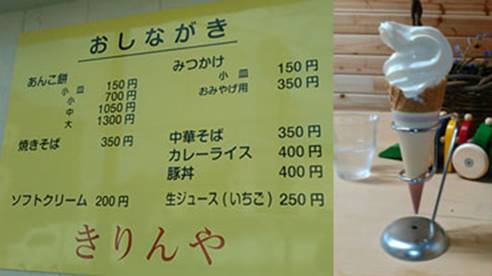 おしながき
あんこ餅 小皿 150円
小 700円
中 1050円
大 1300円
焼きそば 350円
ソフトクリーム 200円
みつかけ
小皿 150円
おみやげ用 350円
中華そば 350円
カレーライス 400円
豚丼 400円
生ジュース(いちご) 250円
きりんや